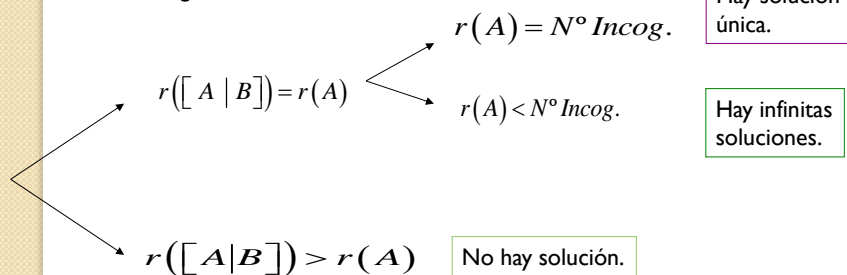 Hay solución
única.
r(A) = Nº Incog.
r([A | B]) = r(A)
r(A) < Nº Incog.
Hay infinitas
soluciones.
r([A|B]) > r(A)
No hay solución.